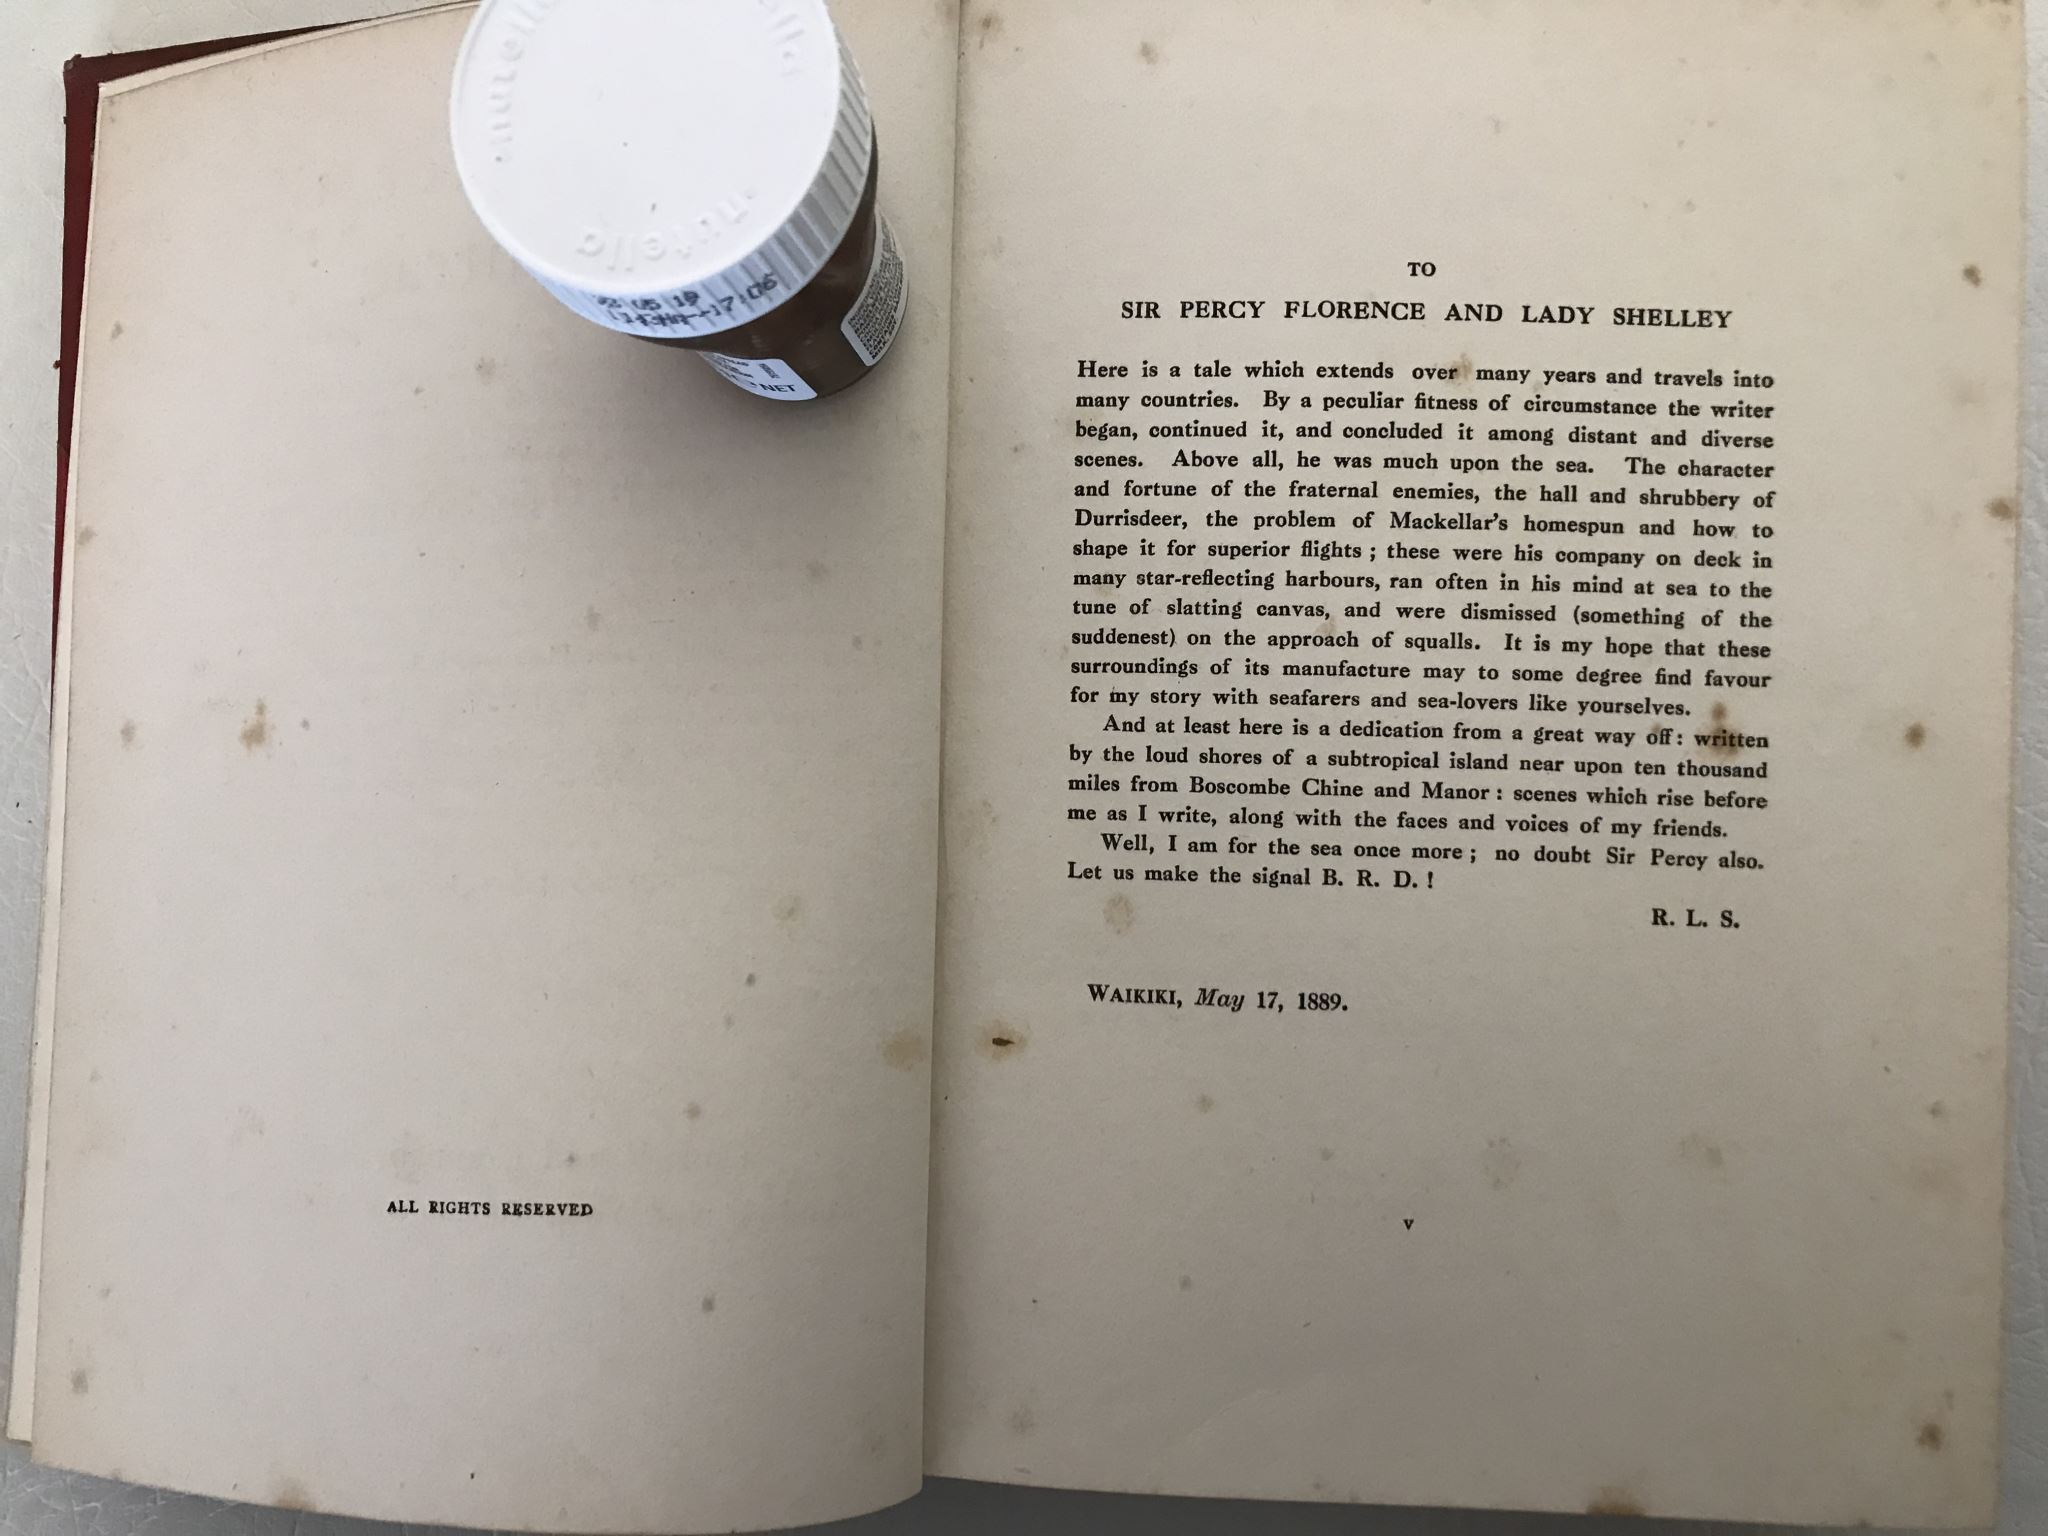 nutella
nutella
nutella
NET
ALL RIGHTS RESERVED
TO
SIR PERCY FLORENCE AND LADY SHELLEY
Here is a tale which extends over many years and travels into
many countries. By a peculiar fitness of circumstance the writer
began, continued it, and concluded it among distant and diverse
scenes. Above all, he was much upon the sea. The character
and fortune of the fraternal enemies, the hall and shrubbery of
Durrisdeer, the problem of Mackellar's homespun and how to
shape it for superior flights ; these were his company on deck in
many star-reflecting harbours, ran often in his mind at sea to the
tune of slatting canvas, and were dismissed (something of the
suddenest) on the approach of squalls. It is my hope that these
surroundings of its manufacture may to some degree find favour
for my story with seafarers and sea-lovers like yourselves.
And at least here is a dedication from a great way off : written
by the loud shores of a subtropical island near upon ten thousand
miles from Boscombe Chine and Manor : scenes which rise before
me as I write, along with the faces and voices of my friends.
Well, I am for the sea once more ; no doubt Sir Percy also.
Let us make the signal B. R. D. !
R. L. S.
WAIKIKI, May 17, 1889.
v